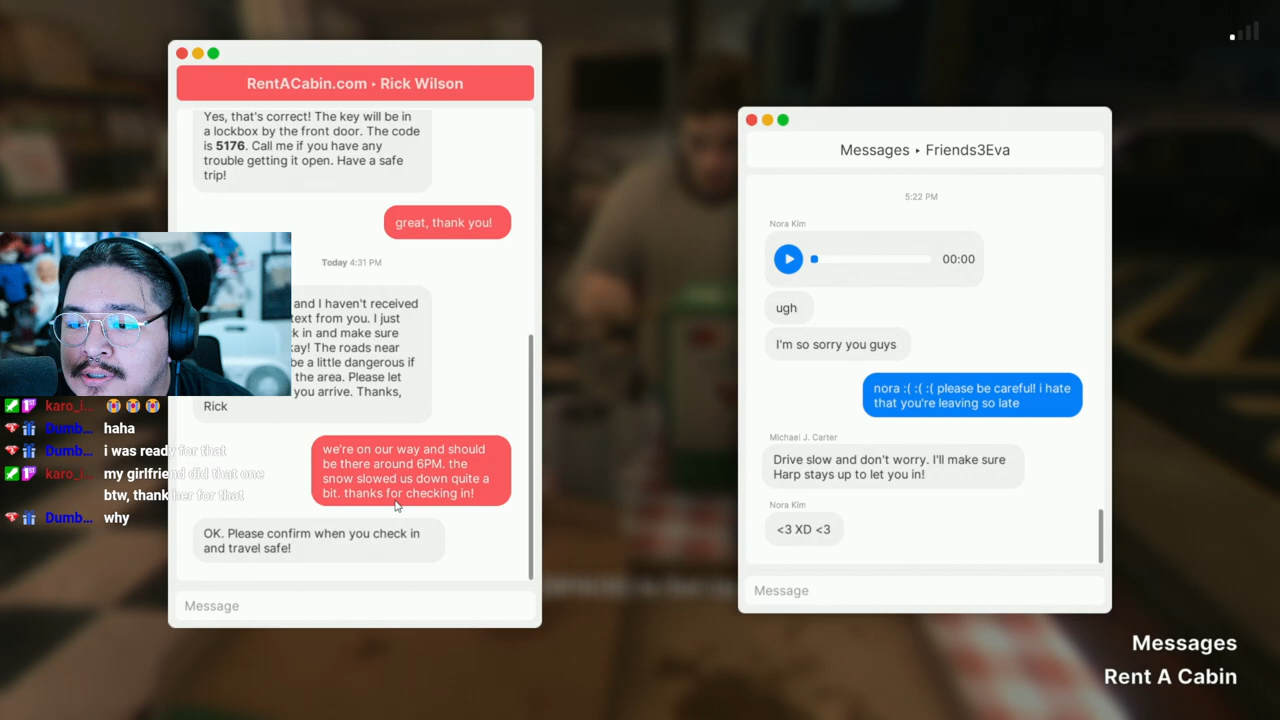 RentACabin.com ▸ Rick Wilson
Yes, that's correct! The key will be in
a lockbox by the front door. The code
is 5176. Call me if you have any
trouble getting it open. Have a safe
trip!
great, thank you!
Today 4:31 PM
and I haven't received
text from you. I just
in and make sure
The roads near
be a little dangerous if
the area. Please let
you arrive. Thanks,
Rick
we're on our way and should
be there around 6PM. the
snow slowed us down quite a
bit. thanks for checking in!
OK. Please confirm when you check in
and travel safe!
Message
karo_i...
Dumb... haha
Dumb... i was ready for that
karo_i... my girlfriend did that one
btw, thank her for that
Dumb... why
Messages ▸ Friends3Eva
5:22 PM
Nora Kim
00:00
ugh
I'm so sorry you guys
nora :( :( :( please be careful! i hate
that you're leaving so late
Michael J. Carter
Drive slow and don't worry. I'll make sure
Harp stays up to let you in!
Nora Kim
<3 XD <3
Message
Messages
Rent A Cabin